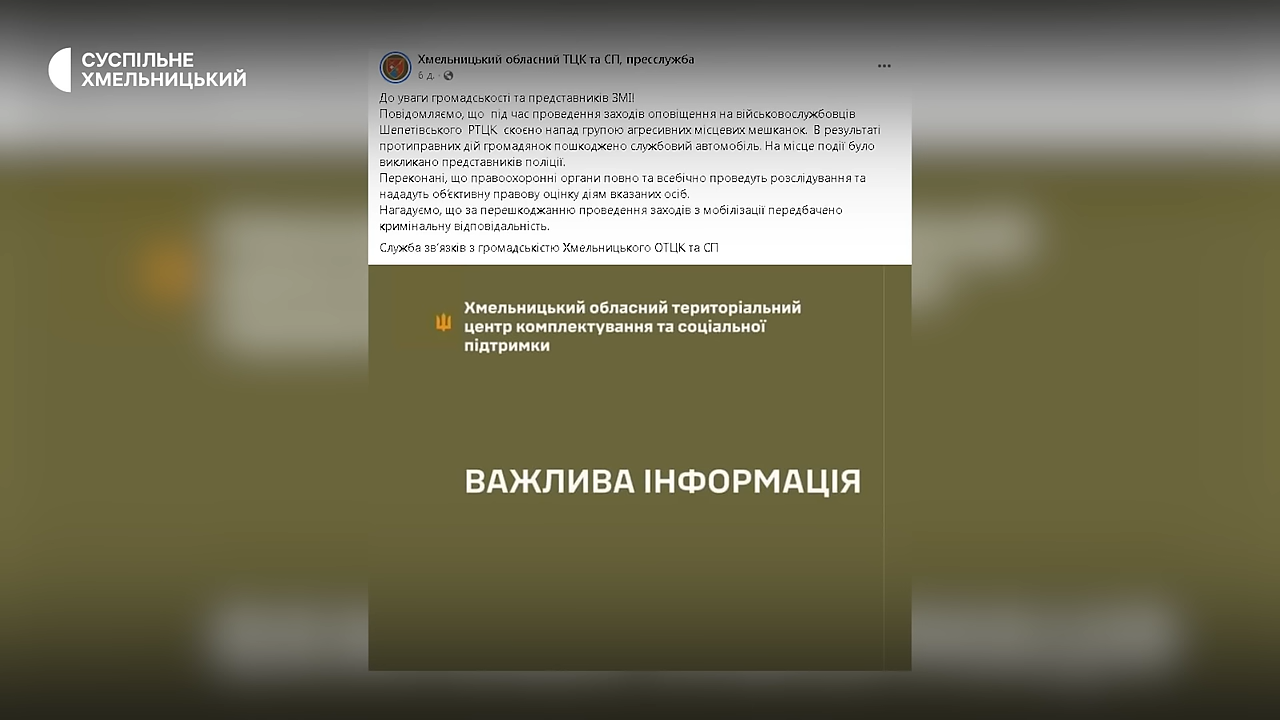 СУСПІЛЬНЕ
ХМЕЛЬНИЦЬКИЙ
Хмельницький обласний ТЦК та СП, пресслужба
6 д. ·
До уваги громадськості та представників ЗМІ!
Повідомляємо, що під час проведення заходів оповіщення на військовослужбовців
Шепетівського РТЦК скоєно напад групою агресивних місцевих мешканок. В результаті
протиправних дій громадянок пошкоджено службовий автомобіль. На місце події було
викликано представників поліції.
Переконані, що правоохоронні органи повно та всебічно проведуть розслідування та
нададуть об'єктивну правову оцінку діям вказаних осіб.
Нагадуємо, що за перешкоджанню проведення заходів з мобілізації передбачено
кримінальну відповідальність.
Служба зв'язків з громадськістю Хмельницького ОТЦК та СП
Хмельницький обласний територіальний
центр комплектування та соціальної
підтримки
ВАЖЛИВА ІНФОРМАЦІЯ